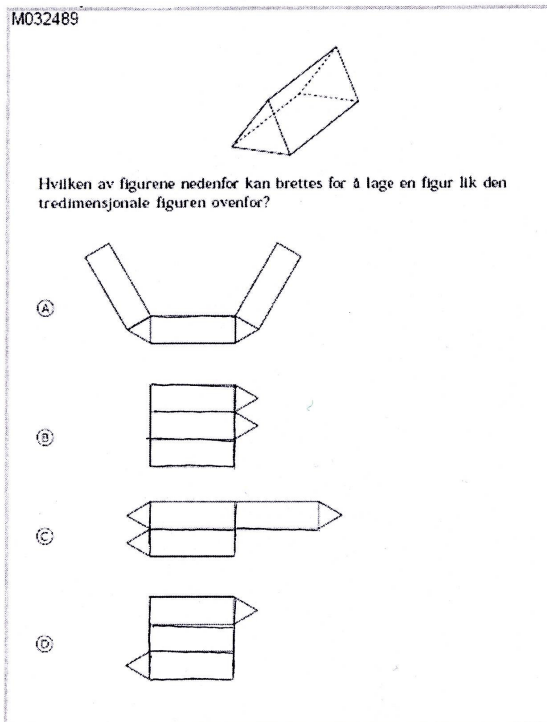 M032489
Hvilken av figurene nedenfor kan brettes for å lage en figur lik den
tredimensjonale figuren ovenfor?
A
B
C
D